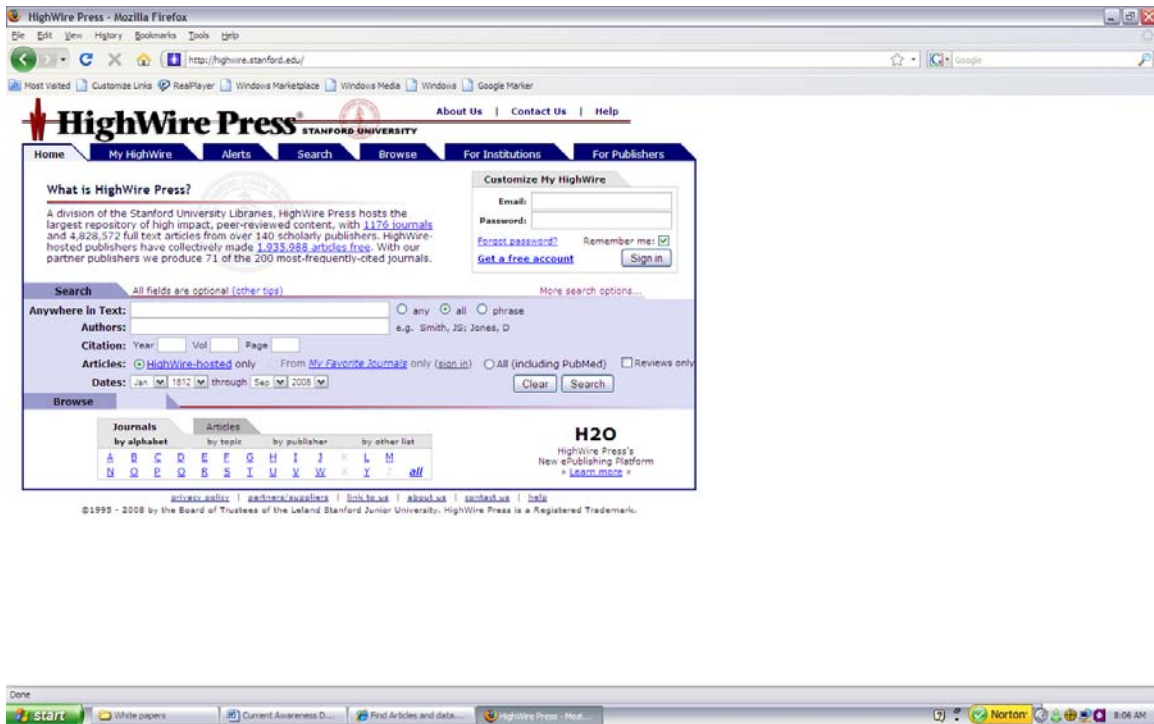 HighWire Press - Mozilla Firefox
File Edit View History Bookmarks Tools Help
http://highwire.stanford.edu/
Google
Most Visited Customize Links RealPlayer Windows Marketplace Windows Media Windows Google Marker
About Us | Contact Us | Help
HighWire Press STANFORD UNIVERSITY
Home My HighWire Alerts Search Browse For Institutions For Publishers
Customize My HighWire
What is HighWire Press?
Email:
Password:
A division of the Stanford University Libraries, HighWire Press hosts the
largest repository of high impact, peer-reviewed content, with 1176 journals
and 4,828,572 full text articles from over 140 scholarly publishers. HighWire-
hosted publishers have collectively made 1,935,988 articles free. With our
partner publishers we produce 71 of the 200 most-frequently-cited journals.
Forgot password? Remember me:
Get a free account Sign in
Search All fields are optional (other tips) More search options...
Anywhere in Text: any all phrase
Authors: e.g. Smith, JS; Jones, D
Citation: Year Vol Page
Articles: HighWire-hosted only From My Favorite Journals only (sign in) All (including PubMed) Reviews only
Dates: Jan 1812 through Sep 2008 Clear Search
Browse
Journals Articles
by alphabet by topic by publisher by other list
A B C D E F G H I J K L M
N O P Q R S T U V W X Y Z all
H2O
HighWire Press's
New ePublishing Platform
« Learn more »
privacy policy | partners/suppliers | link to us | about us | contact us | help
©1995 - 2008 by the Board of Trustees of the Leland Stanford Junior University. HighWire Press is a Registered Trademark.
Done
start White papers Current Awareness D... Find Articles and data... HighWire Press - Moz... Norton 8:06 AM